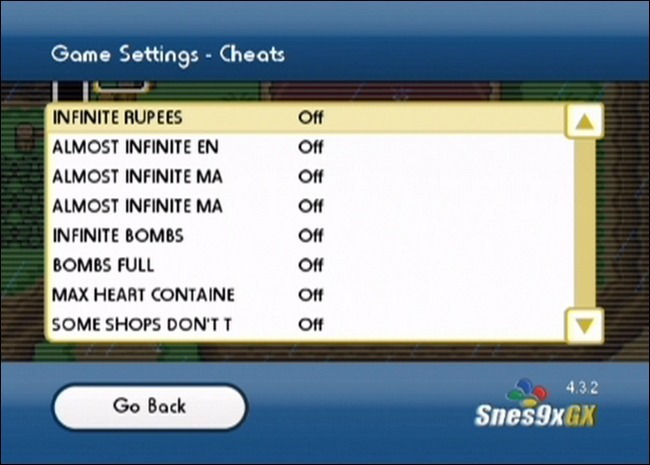 Game Settings - Cheats
INFINITE RUPEES Off
ALMOST INFINITE EN Off
ALMOST INFINITE MA Off
ALMOST INFINITE MA Off
INFINITE BOMBS Off
BOMBS FULL Off
MAX HEART CONTAINE Off
SOME SHOPS DON'T T Off
Go Back
4.3.2
Snes9xGX